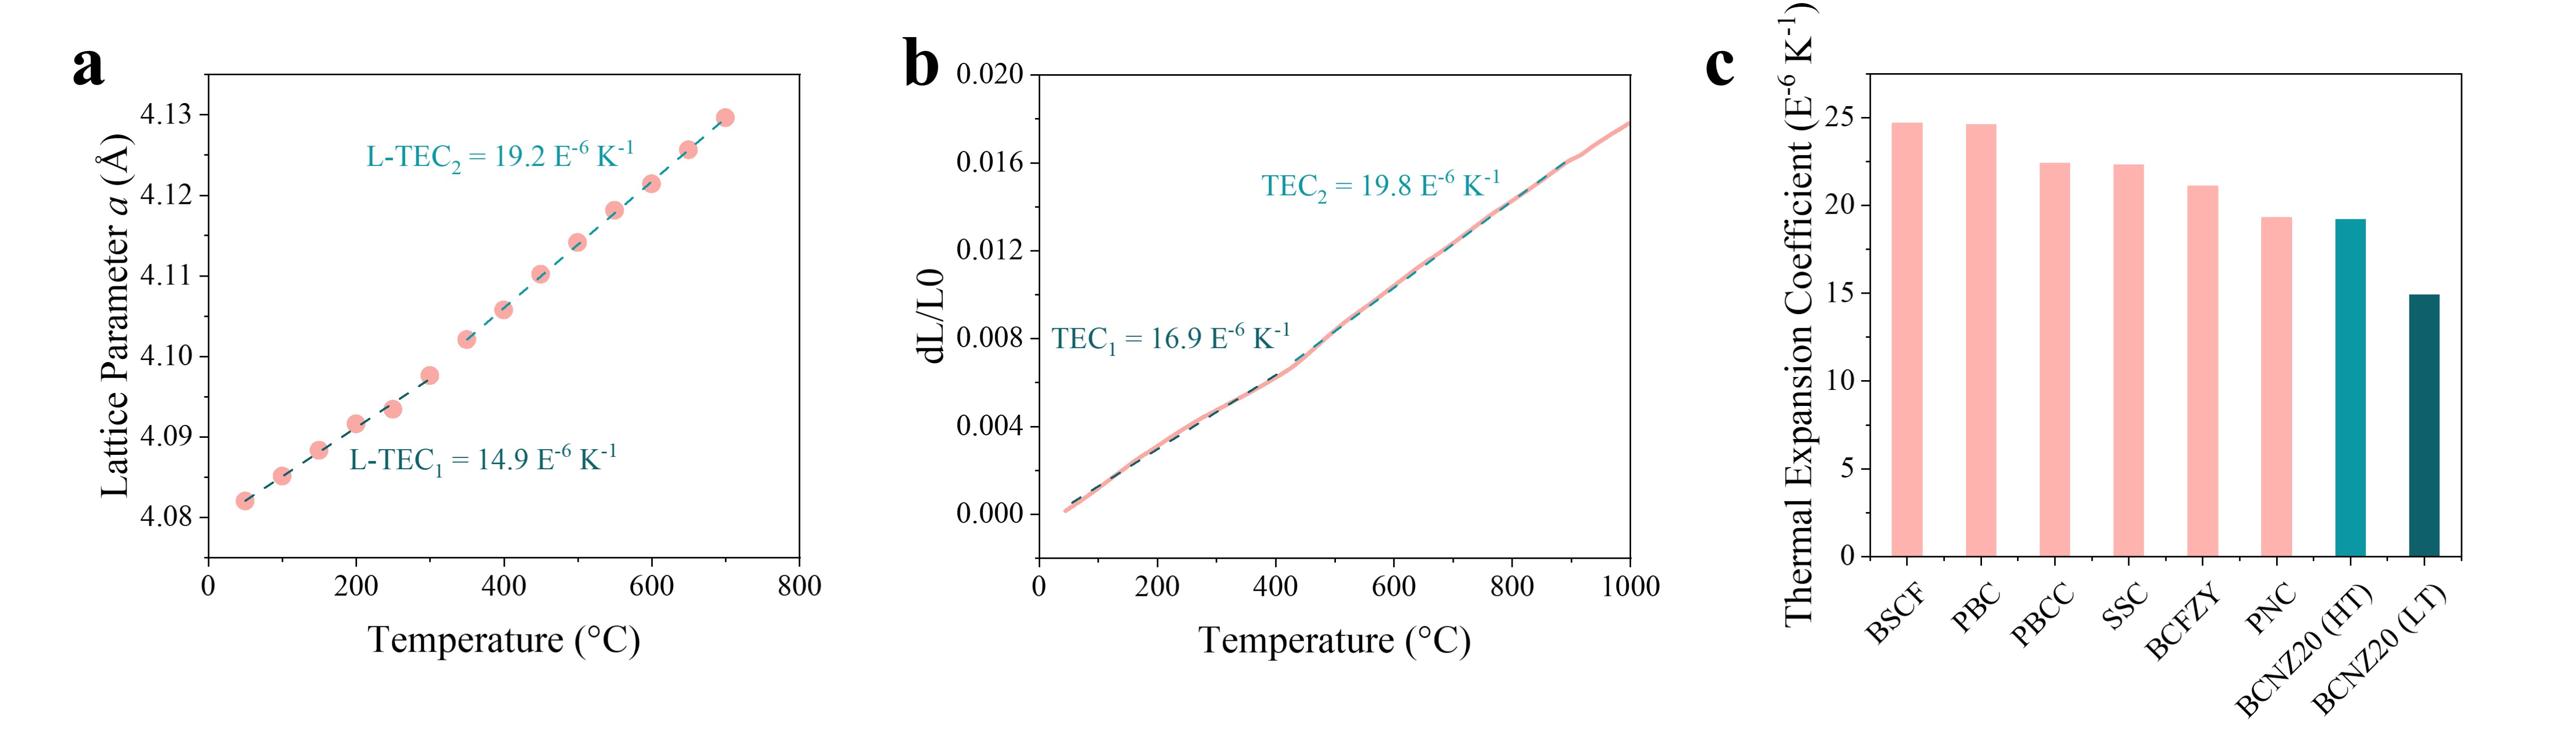 a
Lattice Parameter a (Å)
4.13
4.12
4.11
4.10
4.09
4.08
L-TEC₂ = 19.2 E⁻⁶ K⁻¹
L-TEC₁ = 14.9 E⁻⁶ K⁻¹
0 200 400 600 800
Temperature (°C)
b
dL/L0
0.020
0.016
0.012
0.008
0.004
0.000
TEC₂ = 19.8 E⁻⁶ K⁻¹
TEC₁ = 16.9 E⁻⁶ K⁻¹
0 200 400 600 800 1000
Temperature (°C)
c
Thermal Expansion Coefficient (E⁻⁶ K⁻¹)
25
20
15
10
5
0
BSCF
PBC
PBCC
SSC
BCFZY
PNC
BCNZ20 (HT)
BCNZ20 (LT)